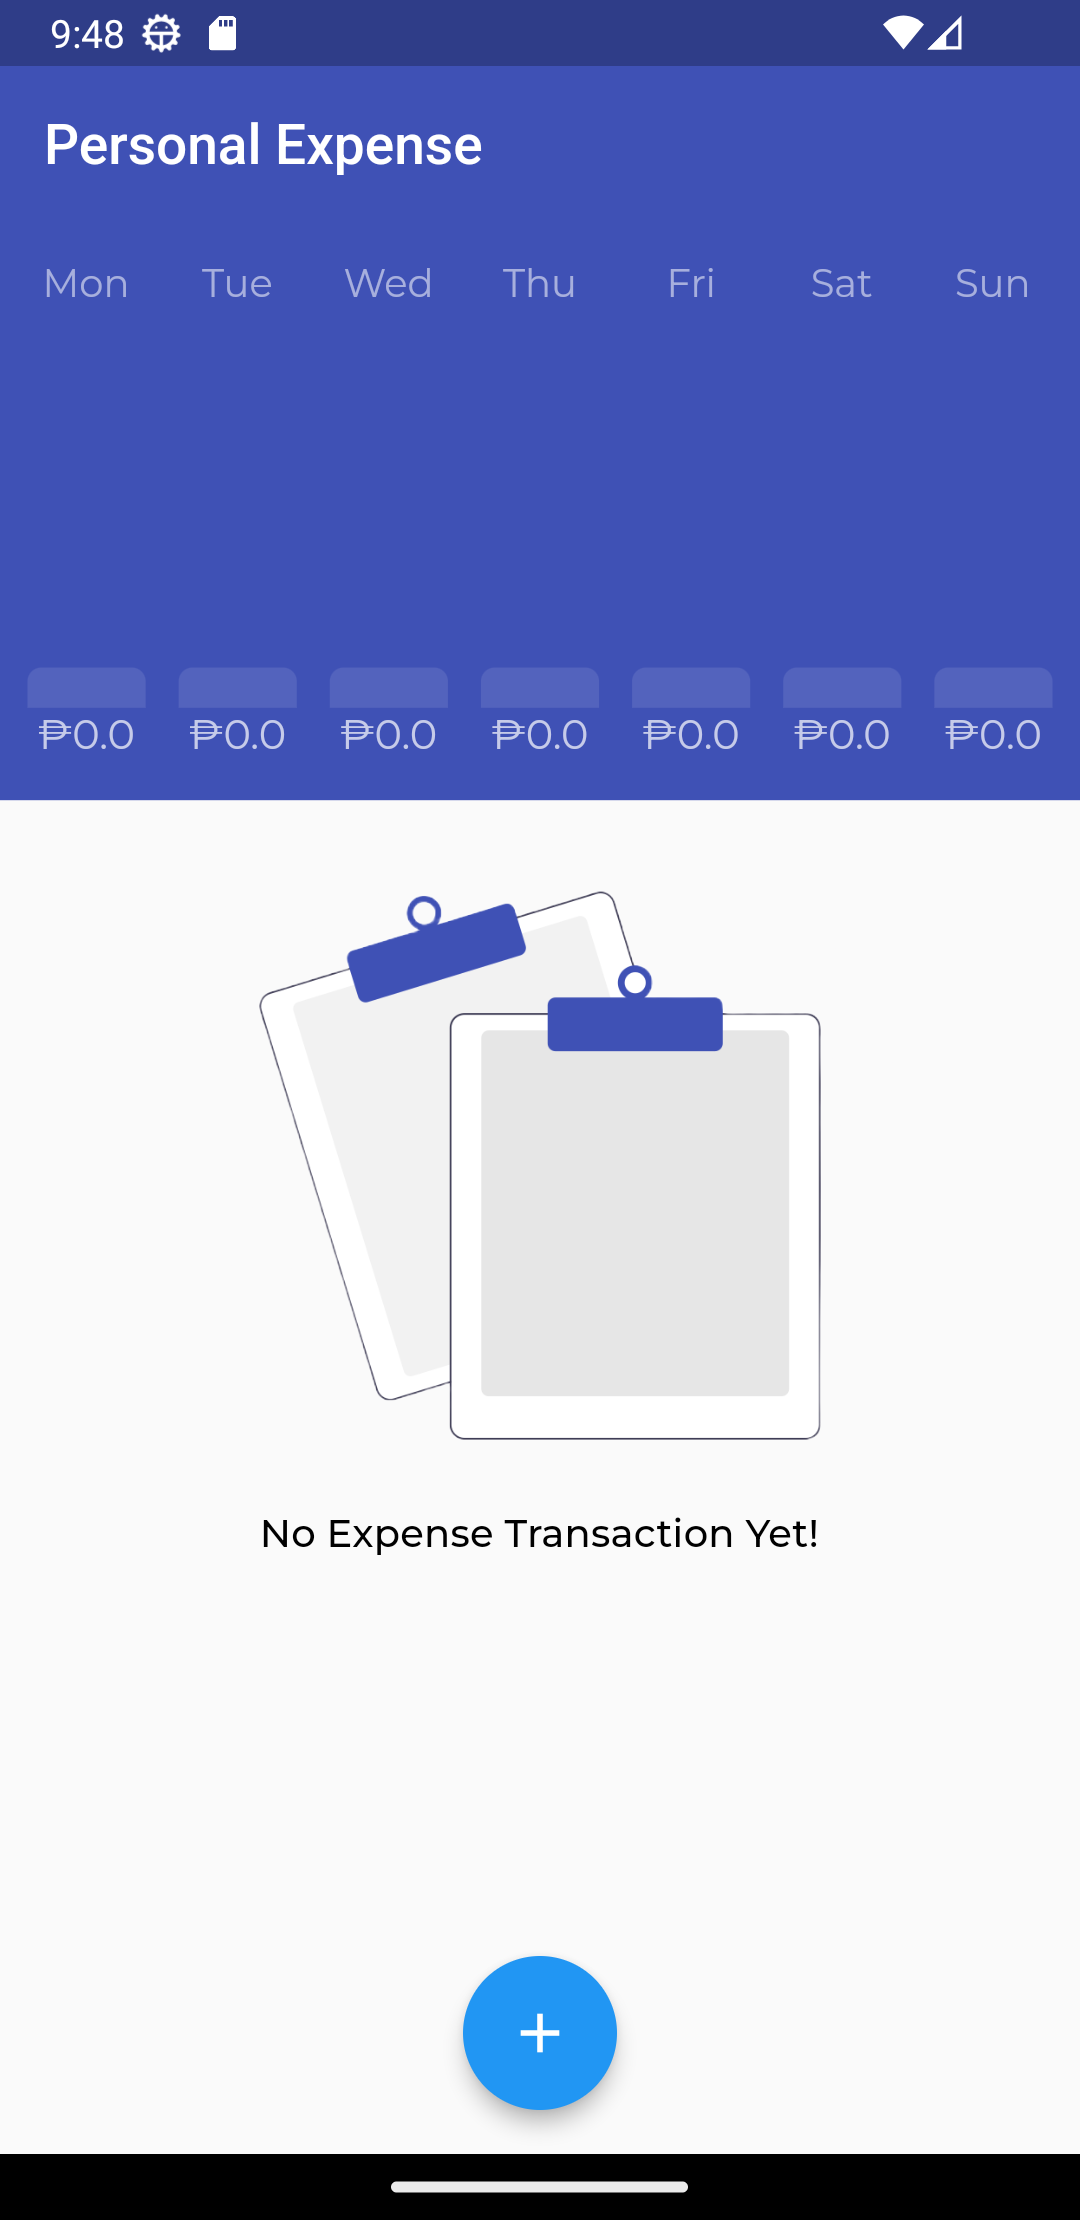 9:48
Personal Expense
Mon Tue Wed Thu Fri Sat Sun
₱0.0 ₱0.0 ₱0.0 ₱0.0 ₱0.0 ₱0.0 ₱0.0
No Expense Transaction Yet!